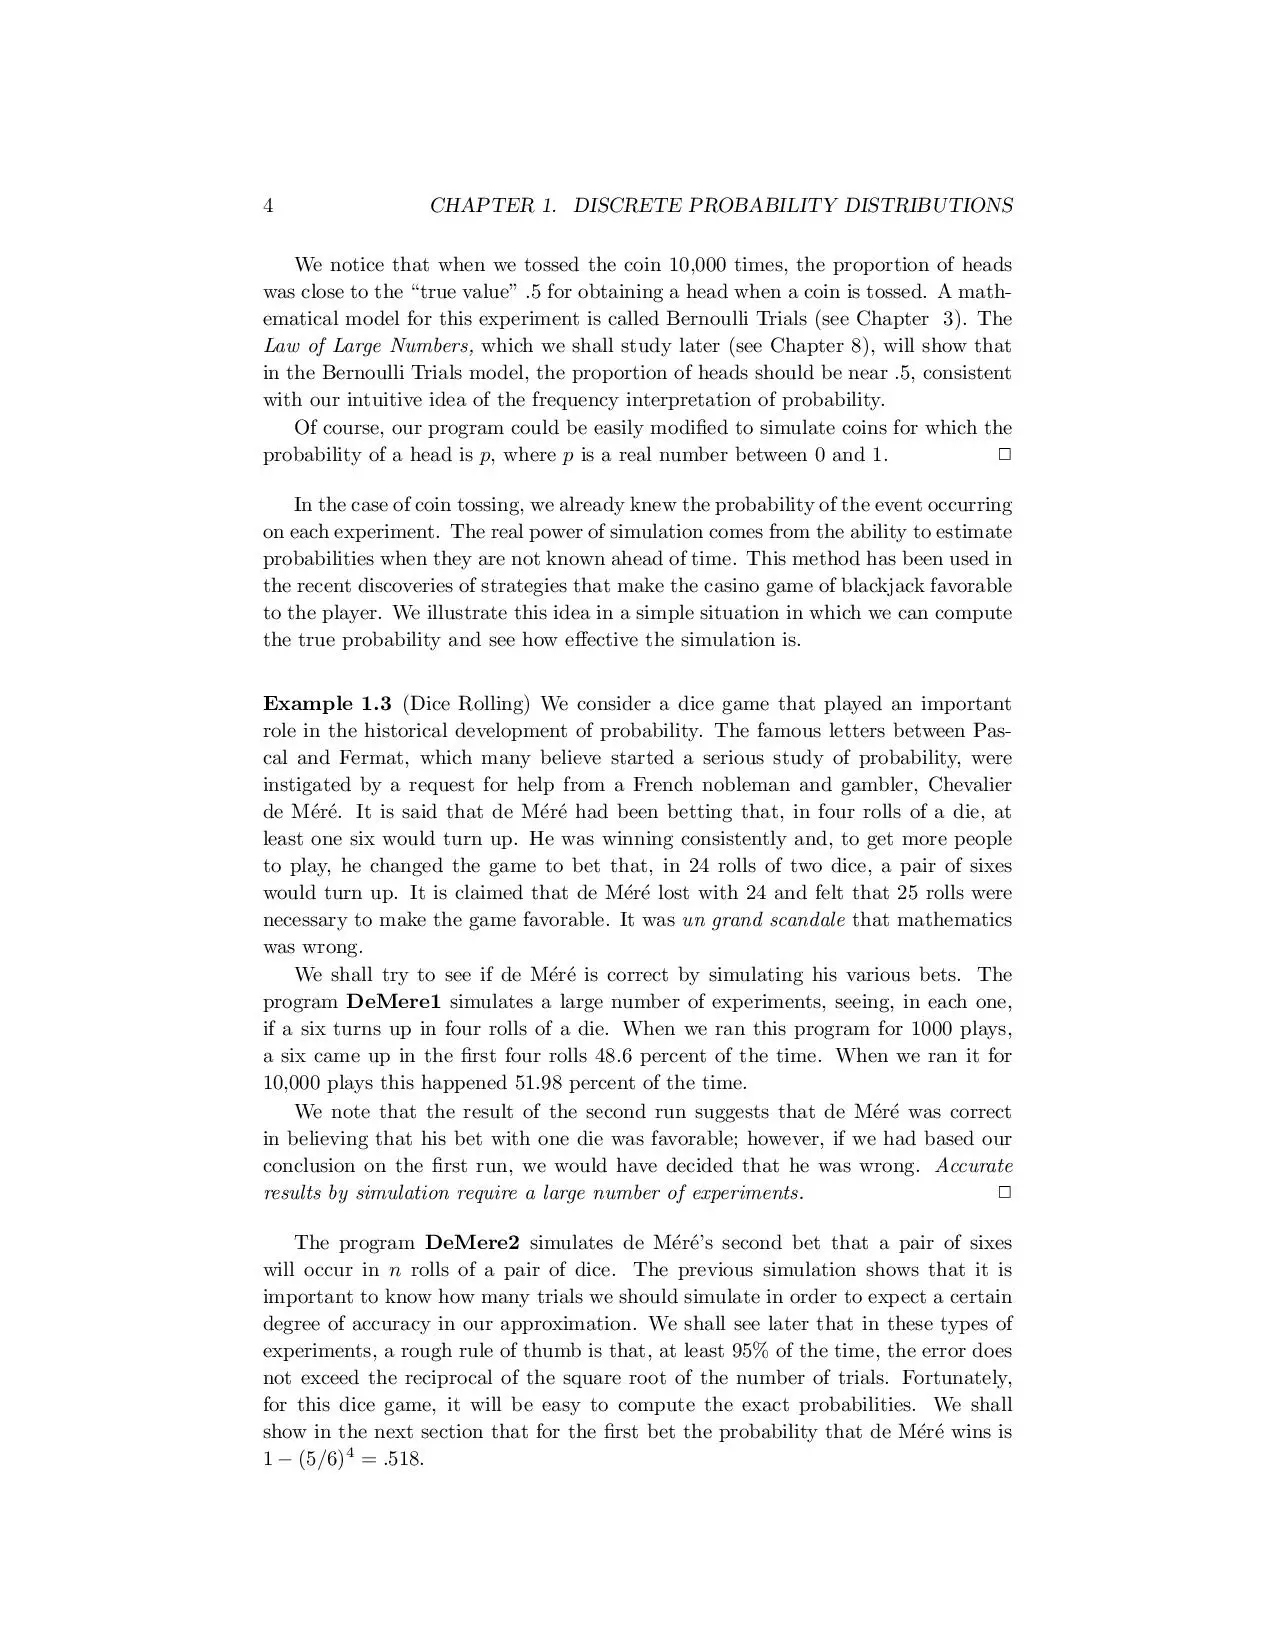 4 CHAPTER 1. DISCRETE PROBABILITY DISTRIBUTIONS
We notice that when we tossed the coin 10,000 times, the proportion of heads
was close to the “true value” .5 for obtaining a head when a coin is tossed. A math-
ematical model for this experiment is called Bernoulli Trials (see Chapter 3). The
Law of Large Numbers, which we shall study later (see Chapter 8), will show that
in the Bernoulli Trials model, the proportion of heads should be near .5, consistent
with our intuitive idea of the frequency interpretation of probability.
Of course, our program could be easily modified to simulate coins for which the
probability of a head is p, where p is a real number between 0 and 1. □
In the case of coin tossing, we already knew the probability of the event occurring
on each experiment. The real power of simulation comes from the ability to estimate
probabilities when they are not known ahead of time. This method has been used in
the recent discoveries of strategies that make the casino game of blackjack favorable
to the player. We illustrate this idea in a simple situation in which we can compute
the true probability and see how effective the simulation is.
Example 1.3 (Dice Rolling) We consider a dice game that played an important
role in the historical development of probability. The famous letters between Pas-
cal and Fermat, which many believe started a serious study of probability, were
instigated by a request for help from a French nobleman and gambler, Chevalier
de Méré. It is said that de Méré had been betting that, in four rolls of a die, at
least one six would turn up. He was winning consistently and, to get more people
to play, he changed the game to bet that, in 24 rolls of two dice, a pair of sixes
would turn up. It is claimed that de Méré lost with 24 and felt that 25 rolls were
necessary to make the game favorable. It was un grand scandale that mathematics
was wrong.
We shall try to see if de Méré is correct by simulating his various bets. The
program DeMere1 simulates a large number of experiments, seeing, in each one,
if a six turns up in four rolls of a die. When we ran this program for 1000 plays,
a six came up in the first four rolls 48.6 percent of the time. When we ran it for
10,000 plays this happened 51.98 percent of the time.
We note that the result of the second run suggests that de Méré was correct
in believing that his bet with one die was favorable; however, if we had based our
conclusion on the first run, we would have decided that he was wrong. Accurate
results by simulation require a large number of experiments. □
The program DeMere2 simulates de Méré’s second bet that a pair of sixes
will occur in n rolls of a pair of dice. The previous simulation shows that it is
important to know how many trials we should simulate in order to expect a certain
degree of accuracy in our approximation. We shall see later that in these types of
experiments, a rough rule of thumb is that, at least 95% of the time, the error does
not exceed the reciprocal of the square root of the number of trials. Fortunately,
for this dice game, it will be easy to compute the exact probabilities. We shall
show in the next section that for the first bet the probability that de Méré wins is
1 − (5/6)⁴ = .518.